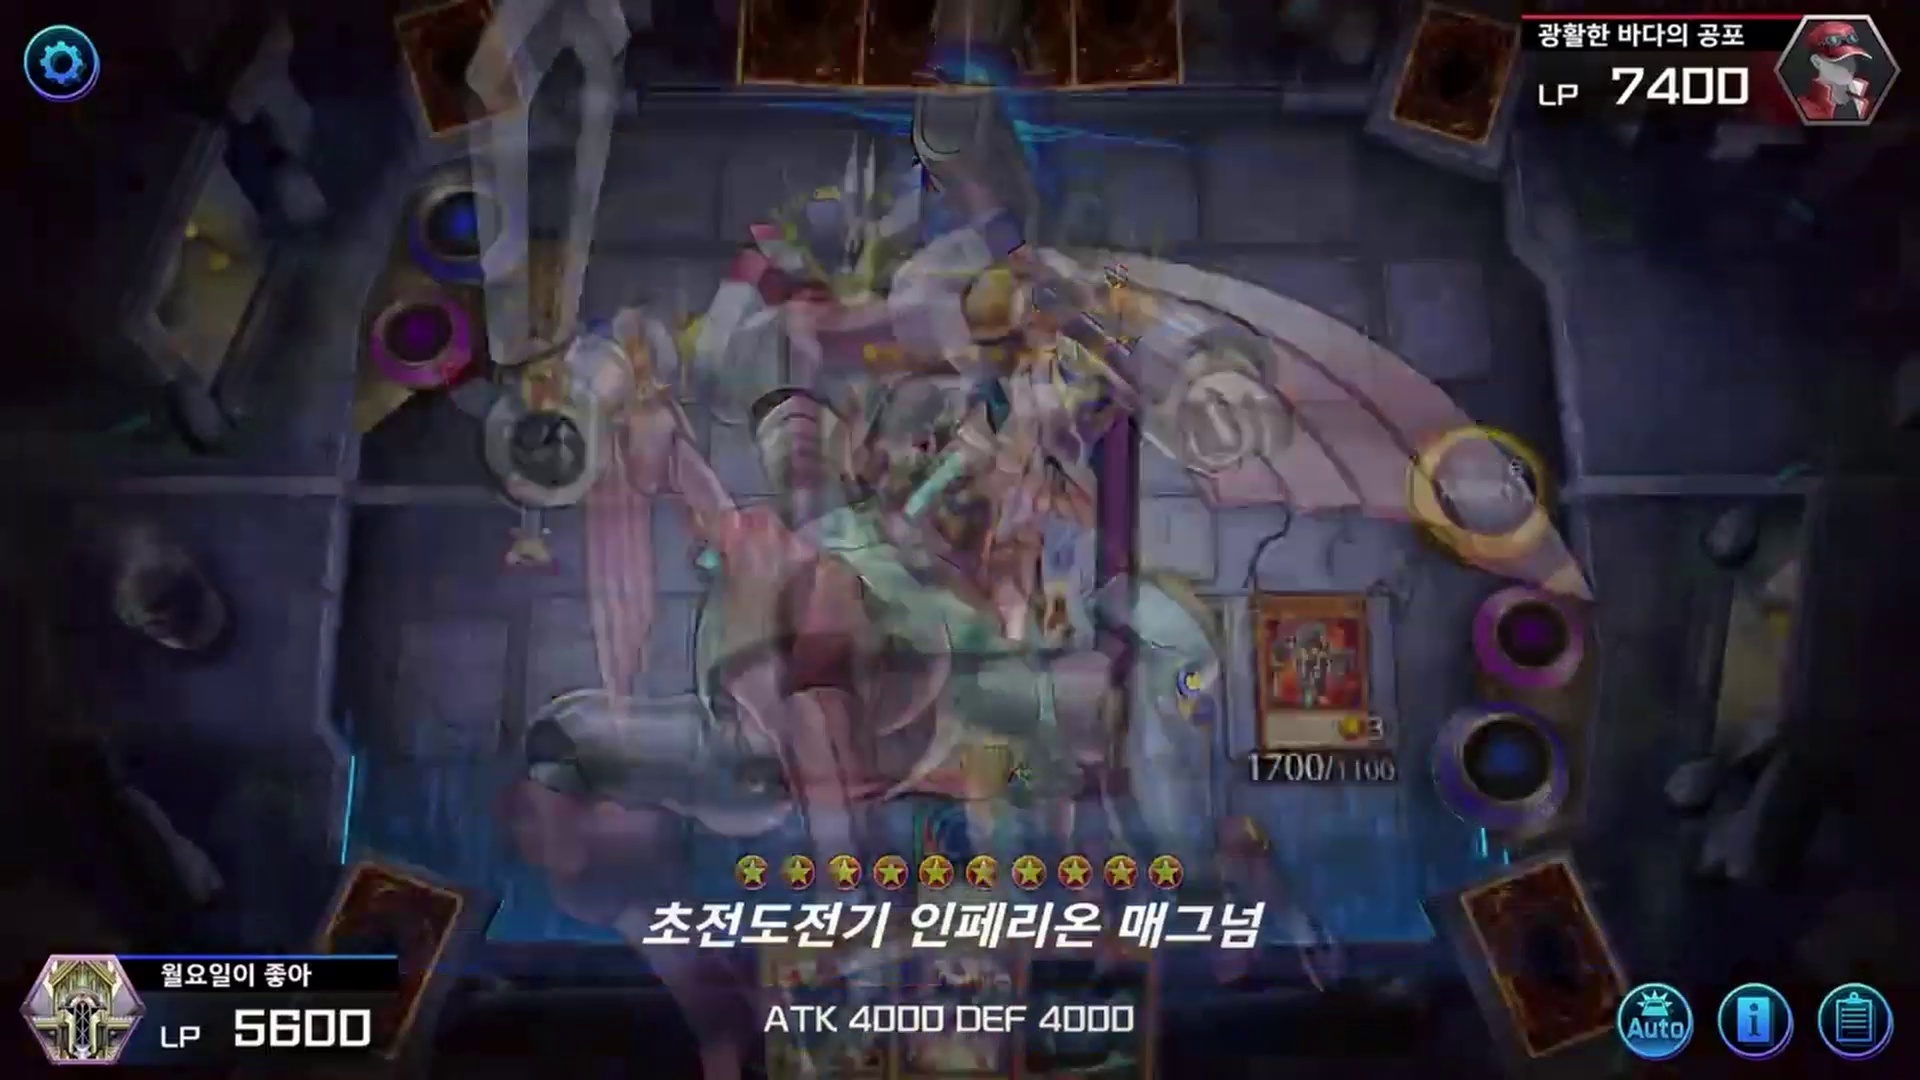 광활한 바다의 공포
LP 7400
3
1700/1100
초전도전기 인페리온 매그넘
ATK 4000 DEF 4000
월요일이 좋아
LP 5600
Auto